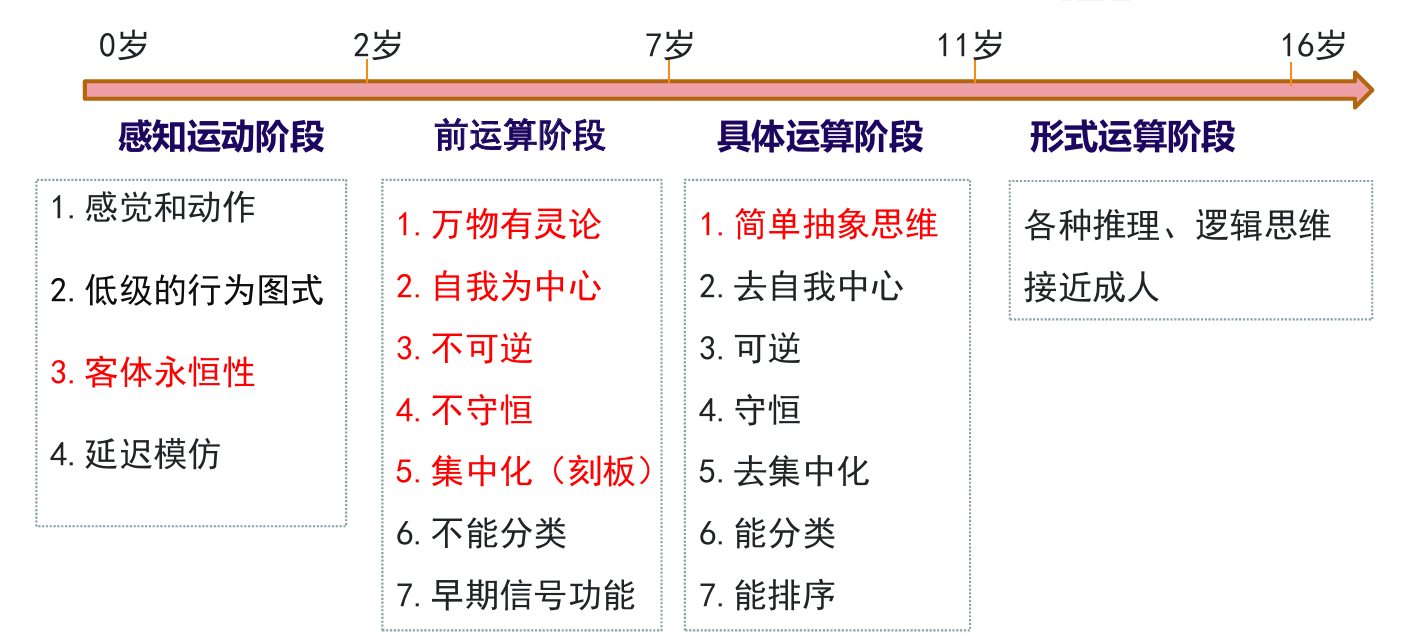 0岁
2岁
7岁
11岁
16岁
感知运动阶段
1.感觉和动作
2.低级的行为图式
3.客体永恒性
4.延迟模仿
前运算阶段
1.万物有灵论
2.自我为中心
3.不可逆
4.不守恒
5.集中化（刻板）
6.不能分类
7.早期信号功能
具体运算阶段
1.简单抽象思维
2.去自我中心
3.可逆
4.守恒
5.去集中化
6.能分类
7.能排序
形式运算阶段
各种推理、逻辑思维
接近成人